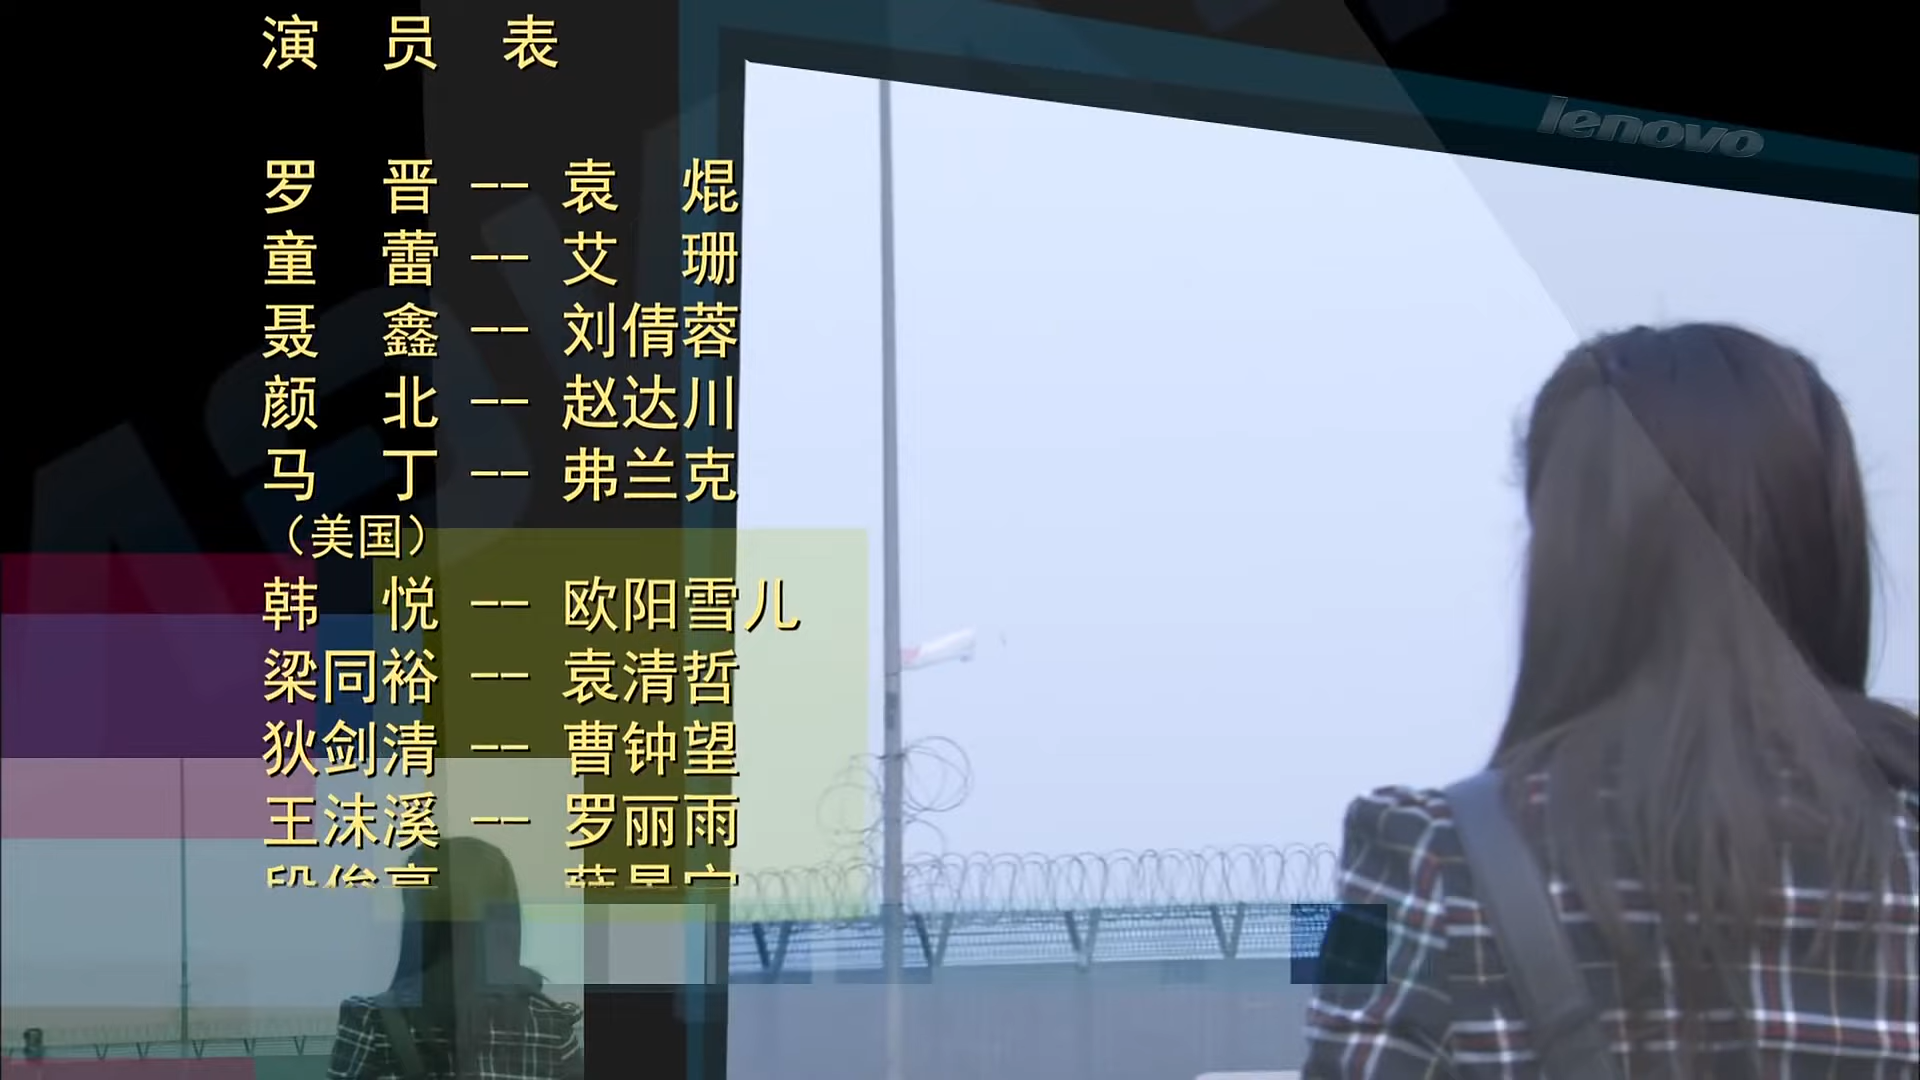 演 员 表
罗 晋 -- 袁 焜
童 蕾 -- 艾 珊
聂 鑫 -- 刘倩蓉
颜 北 -- 赵达川
马 丁 -- 弗兰克
（美国）
韩 悦 -- 欧阳雪儿
梁同裕 -- 袁清哲
狄剑清 -- 曹钟望
王沫溪 -- 罗丽雨
lenovo